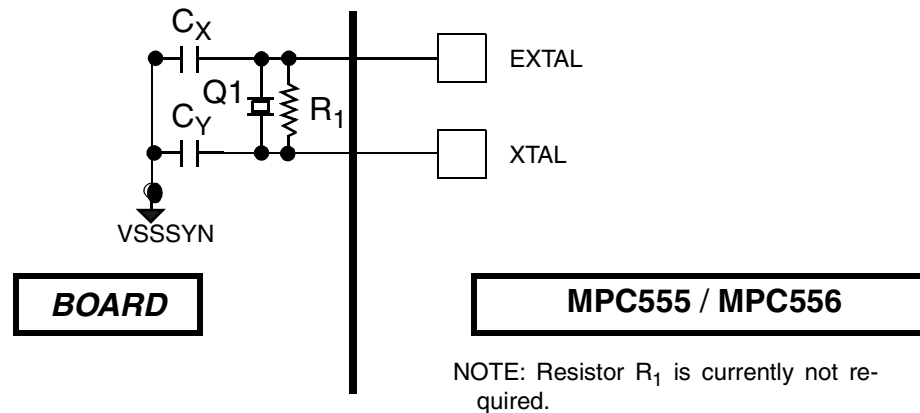 CX
EXTAL
Q1
R1
CY
XTAL
VSSSYN
BOARD
MPC555 / MPC556
NOTE: Resistor R1 is currently not re-
quired.